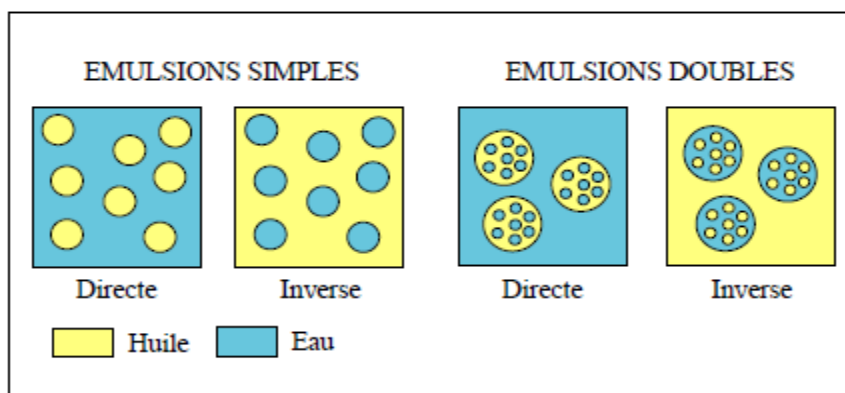 EMULSIONS SIMPLES
EMULSIONS DOUBLES
Directe
Inverse
Directe
Inverse
Huile
Eau